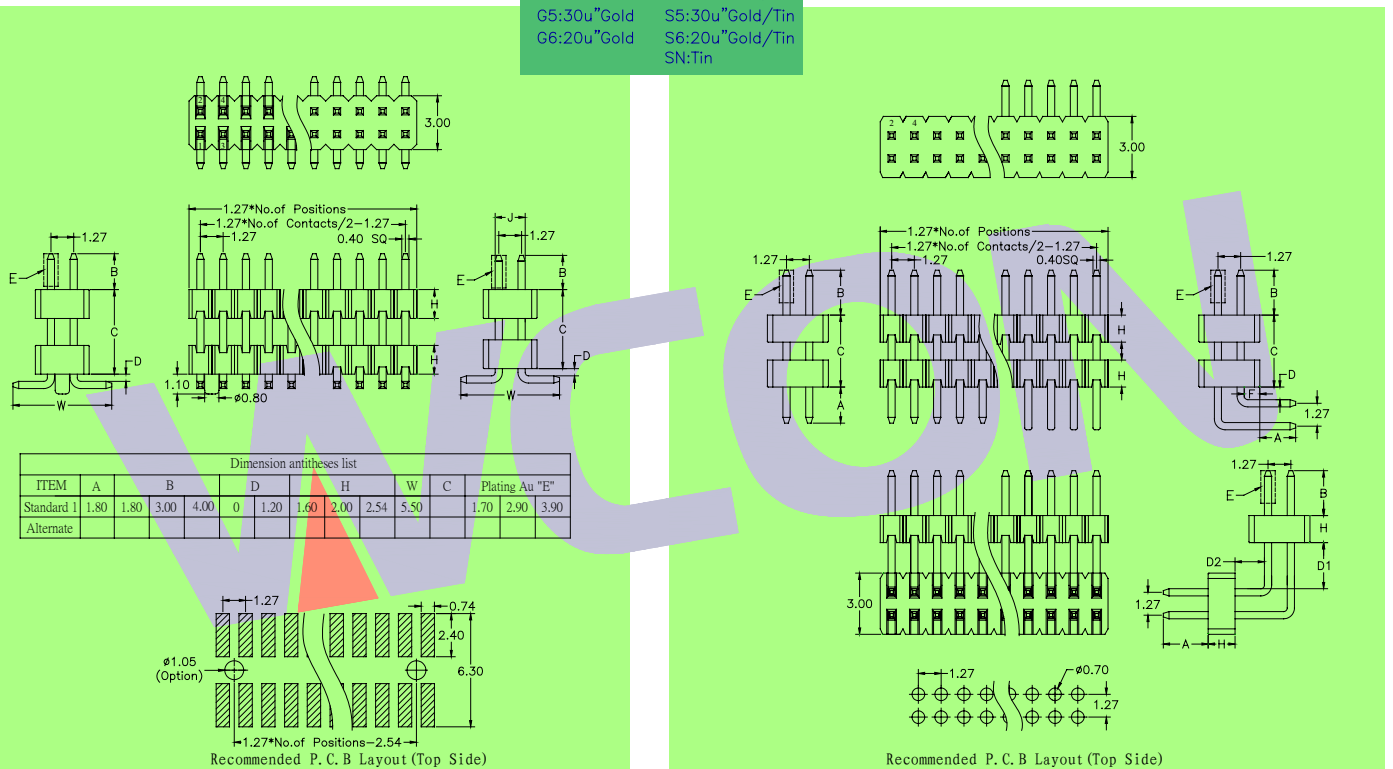 G5:30u"Gold S5:30u"Gold/Tin
G6:20u"Gold S6:20u"Gold/Tin
SN:Tin
2 4
1 3
3.00
1.27*No.of Positions
1.27*No.of Contacts/2-1.27
1.27
0.40 SQ
1.27
E
B
C
D
W
H
H
1.10
ø0.80
J
1.27
E
B
C
D
W
Dimension antitheses list
ITEM A B D H W C Plating Au "E"
Standard 1 1.80 1.80 3.00 4.00 0 1.20 1.60 2.00 2.54 5.50 1.70 2.90 3.90
Alternate
1.27
0.74
2.40
6.30
ø1.05
(Option)
1.27*No.of Positions-2.54
Recommended P.C.B Layout(Top Side)
2 4
3.00
1.27*No.of Positions
1.27*No.of Contacts/2-1.27
1.27
0.40SQ
1.27
E
B
C
A
H
H
1.27
E
B
C
D
F
1.27
A
3.00
1.27
E
B
H
D2
D1
1.27
A
H
1.27
ø0.70
1.27
Recommended P.C.B Layout(Top Side)
WCON